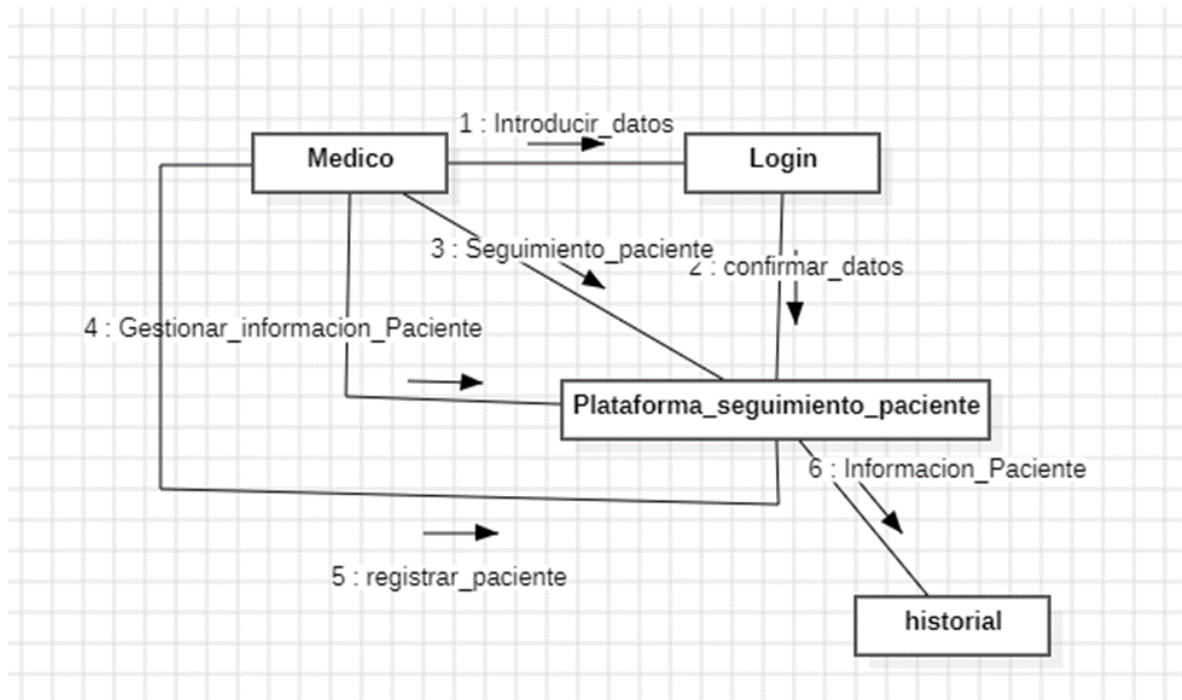 1 : Introducir_datos
Medico
Login
3 : Seguimiento_paciente
2 : confirmar_datos
4 : Gestionar_informacion_Paciente
Plataforma_seguimiento_paciente
6 : Informacion_Paciente
5 : registrar_paciente
historial